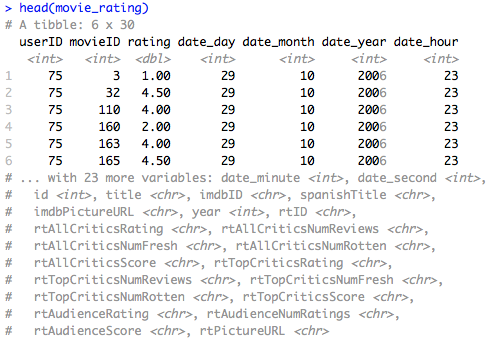 > head(movie_rating)
# A tibble: 6 x 30
userID movieID rating date_day date_month date_year date_hour
<int> <int> <dbl> <int> <int> <int> <int>
1 75 3 1.00 29 10 2006 23
2 75 32 4.50 29 10 2006 23
3 75 110 4.00 29 10 2006 23
4 75 160 2.00 29 10 2006 23
5 75 163 4.00 29 10 2006 23
6 75 165 4.50 29 10 2006 23
# ... with 23 more variables: date_minute <int>, date_second <int>,
# id <int>, title <chr>, imdbID <chr>, spanishTitle <chr>,
# imdbPictureURL <chr>, year <int>, rtID <chr>,
# rtAllCriticsRating <chr>, rtAllCriticsNumReviews <chr>,
# rtAllCriticsNumFresh <chr>, rtAllCriticsNumRotten <chr>,
# rtAllCriticsScore <chr>, rtTopCriticsRating <chr>,
# rtTopCriticsNumReviews <chr>, rtTopCriticsNumFresh <chr>,
# rtTopCriticsNumRotten <chr>, rtTopCriticsScore <chr>,
# rtAudienceRating <chr>, rtAudienceNumRatings <chr>,
# rtAudienceScore <chr>, rtPictureURL <chr>